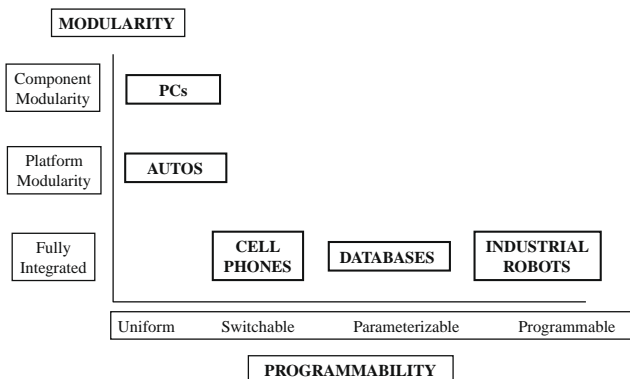 MODULARITY
Component
Modularity
PCs
Platform
Modularity
AUTOS
Fully
Integrated
CELL
PHONES
DATABASES
INDUSTRIAL
ROBOTS
Uniform Switchable Parameterizable Programmable
PROGRAMMABILITY